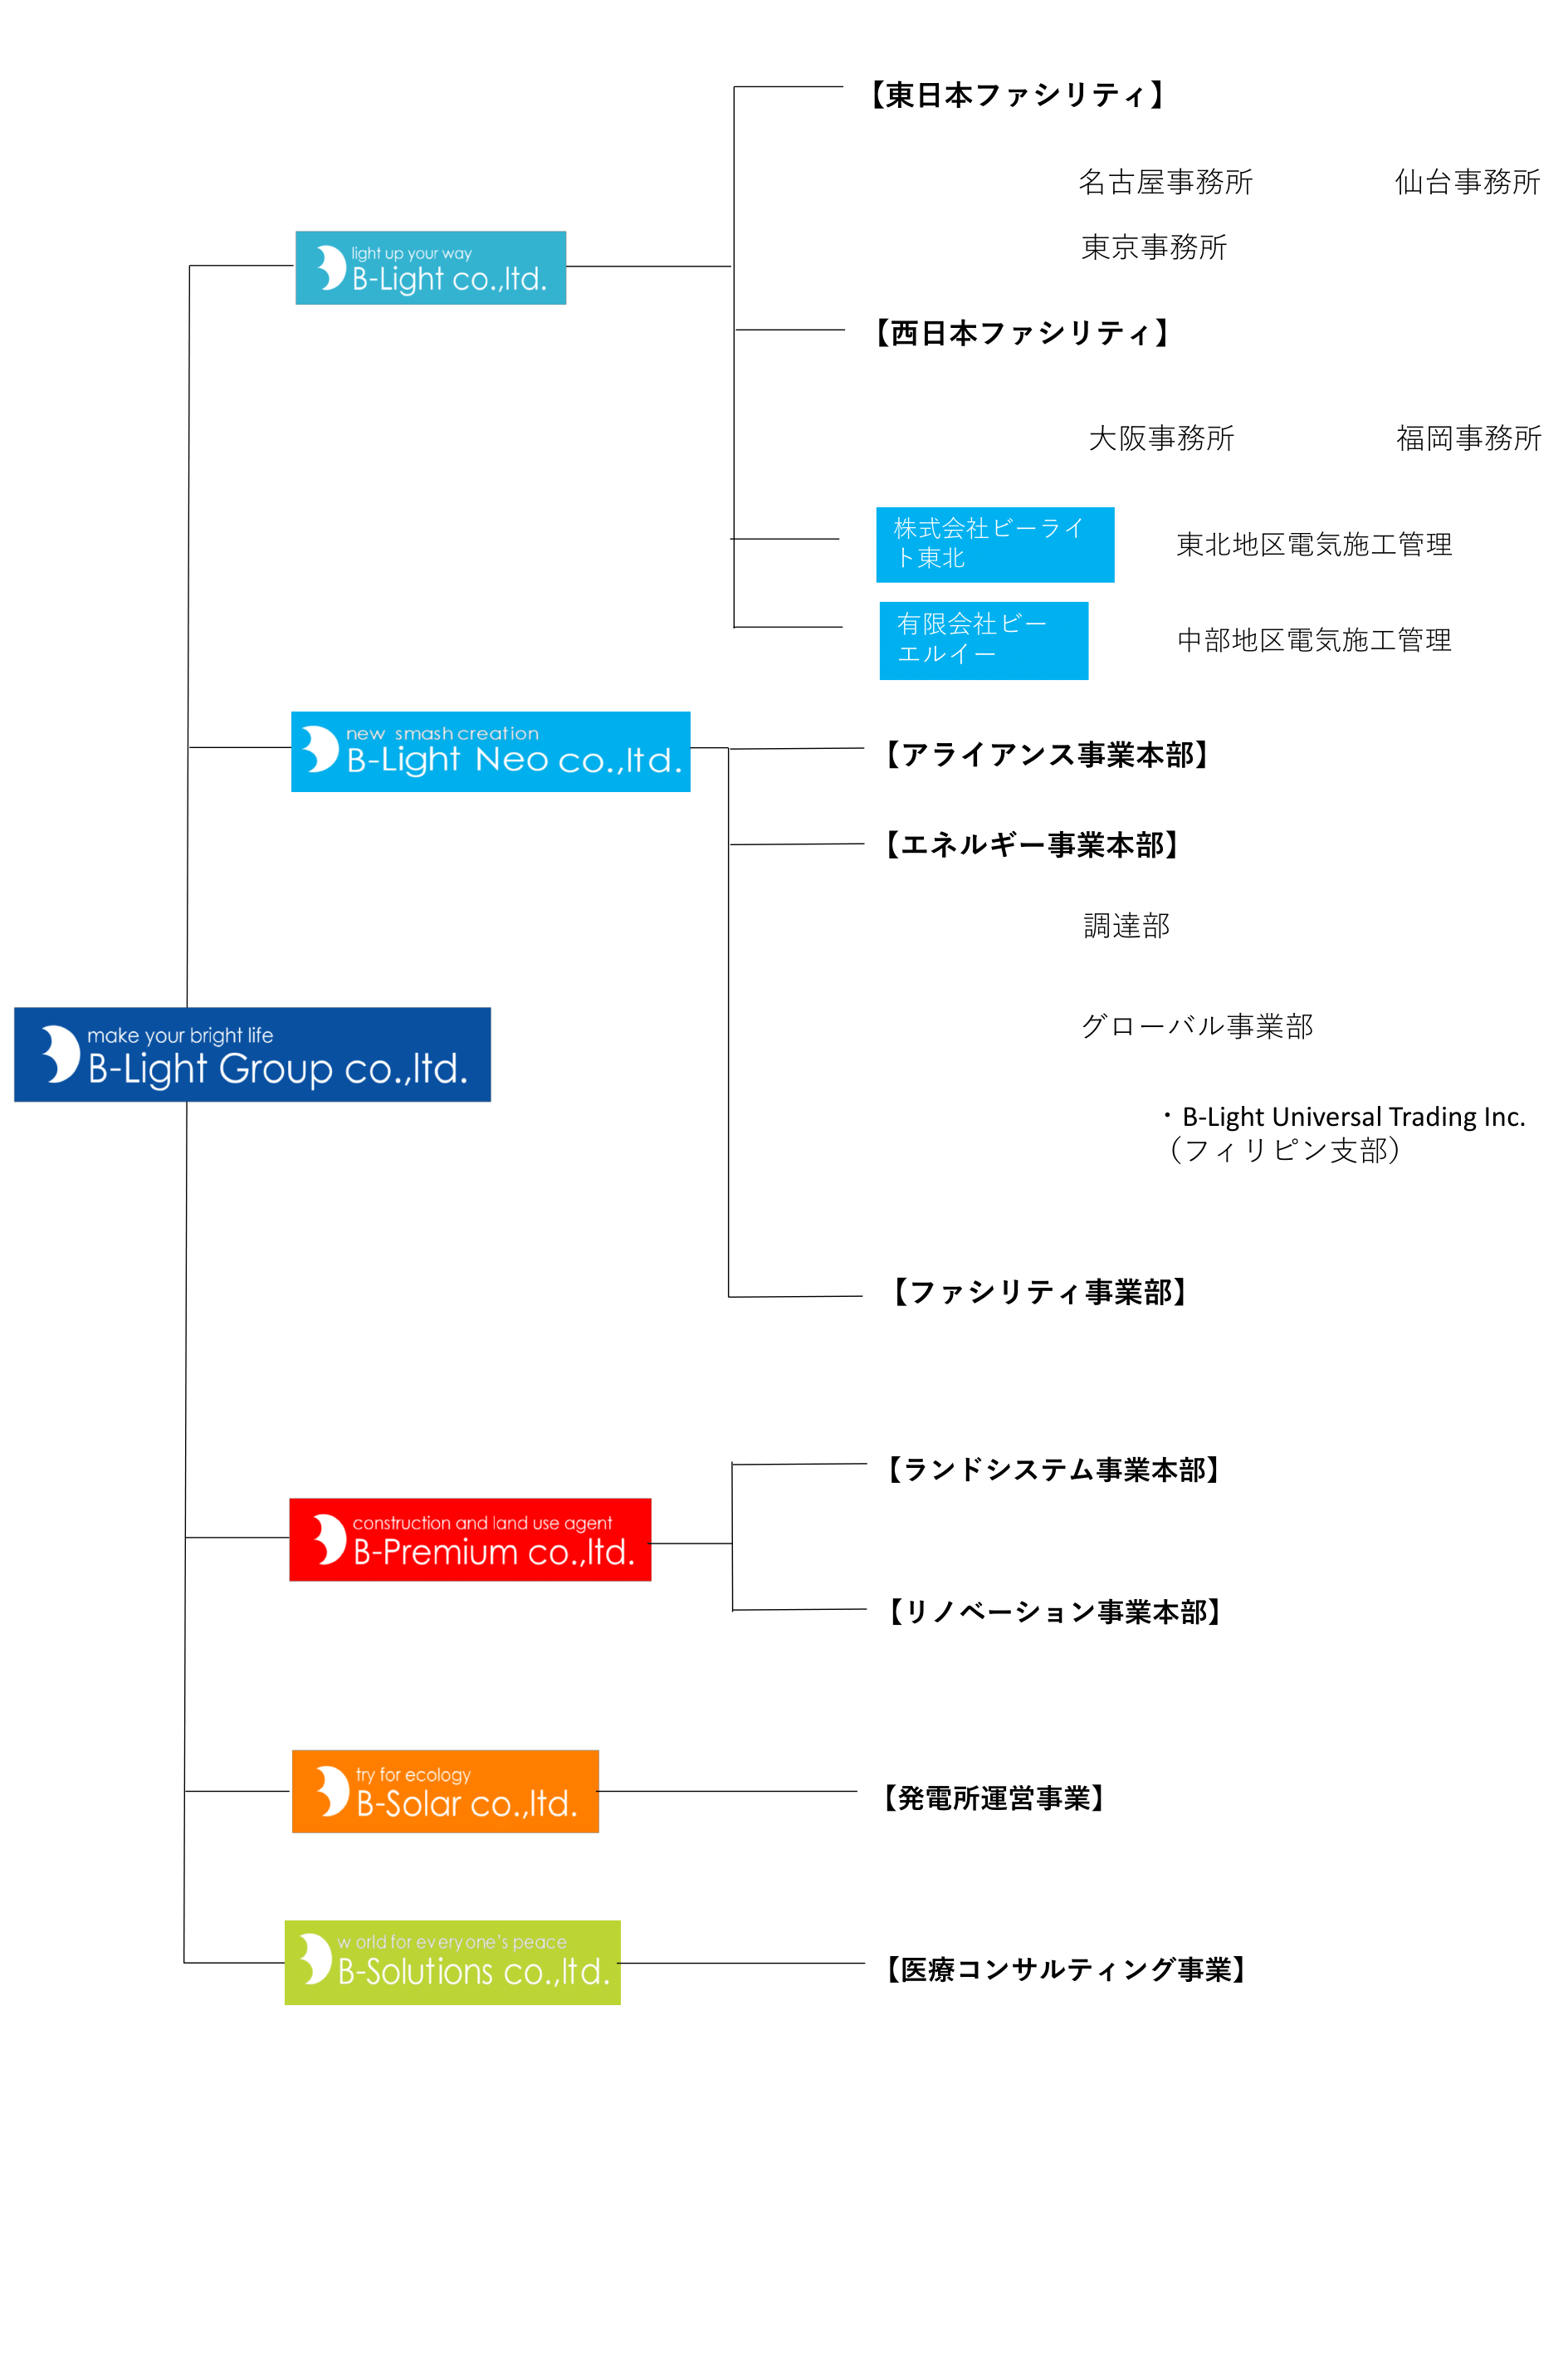 【東日本ファシリティ】
名古屋事務所
仙台事務所
東京事務所
light up your way
B-Light co.,ltd.
【西日本ファシリティ】
大阪事務所
福岡事務所
株式会社ビーライ
ト東北
東北地区電気施工管理
有限会社ビー
エルイー
中部地区電気施工管理
new smash creation
B-Light Neo co.,ltd.
【アライアンス事業本部】
【エネルギー事業本部】
調達部
グローバル事業部
make your bright life
B-Light Group co.,ltd.
・B-Light Universal Trading Inc.
（フィリピン支部）
【ファシリティ事業部】
【ランドシステム事業本部】
construction and land use agent
B-Premium co.,ltd.
【リノベーション事業本部】
try for ecology
B-Solar co.,ltd.
【発電所運営事業】
world for everyone's peace
B-Solutions co.,ltd.
【医療コンサルティング事業】